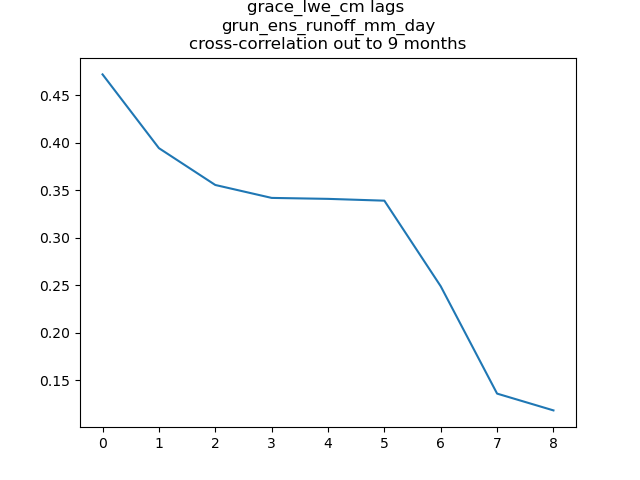 grace_lwe_cm lags
grun_ens_runoff_mm_day
cross-correlation out to 9 months
0.45
0.40
0.35
0.30
0.25
0.20
0.15
0 1 2 3 4 5 6 7 8